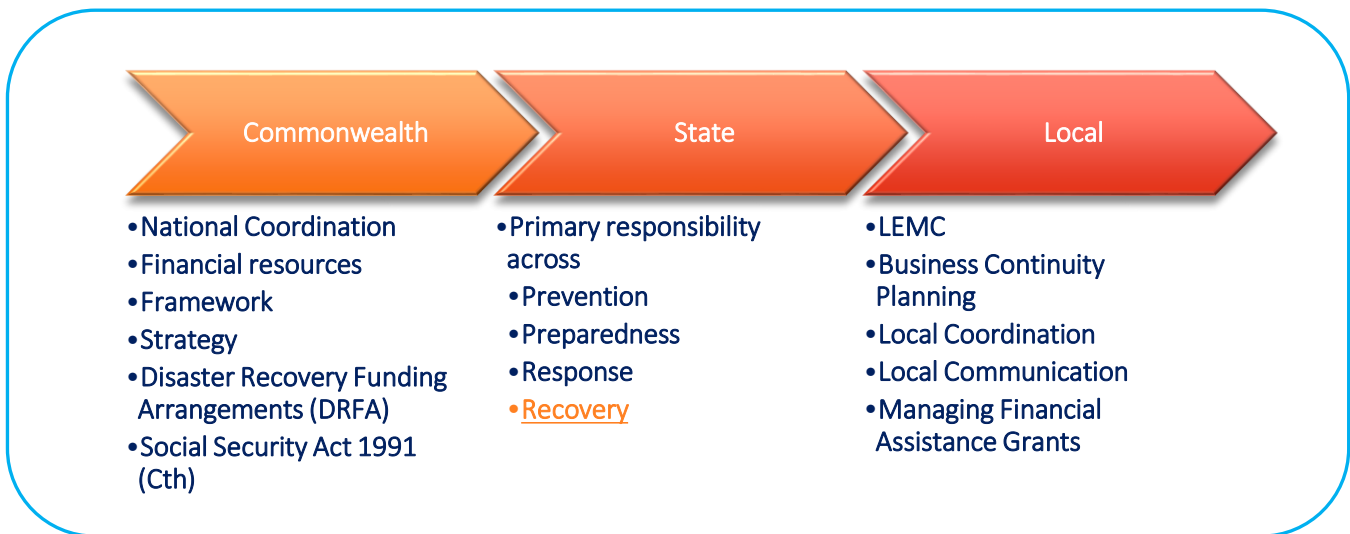 Commonwealth
•National Coordination
•Financial resources
•Framework
•Strategy
•Disaster Recovery Funding
Arrangements (DRFA)
•Social Security Act 1991
(Cth)
State
•Primary responsibility
across
•Prevention
•Preparedness
•Response
•Recovery
Local
•LEMC
•Business Continuity
Planning
•Local Coordination
•Local Communication
•Managing Financial
Assistance Grants